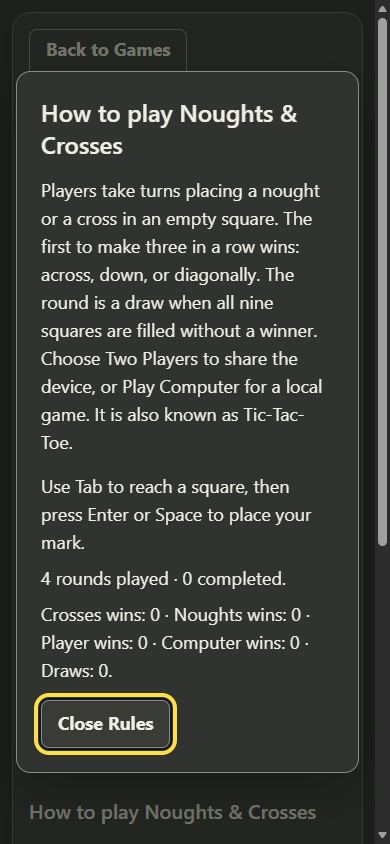 Back to Games
How to play Noughts &
Crosses
Players take turns placing a nought
or a cross in an empty square. The
first to make three in a row wins:
across, down, or diagonally. The
round is a draw when all nine
squares are filled without a winner.
Choose Two Players to share the
device, or Play Computer for a local
game. It is also known as Tic-Tac-
Toe.
Use Tab to reach a square, then
press Enter or Space to place your
mark.
4 rounds played · 0 completed.
Crosses wins: 0 · Noughts wins: 0 ·
Player wins: 0 · Computer wins: 0 ·
Draws: 0.
Close Rules
How to play Noughts & Crosses